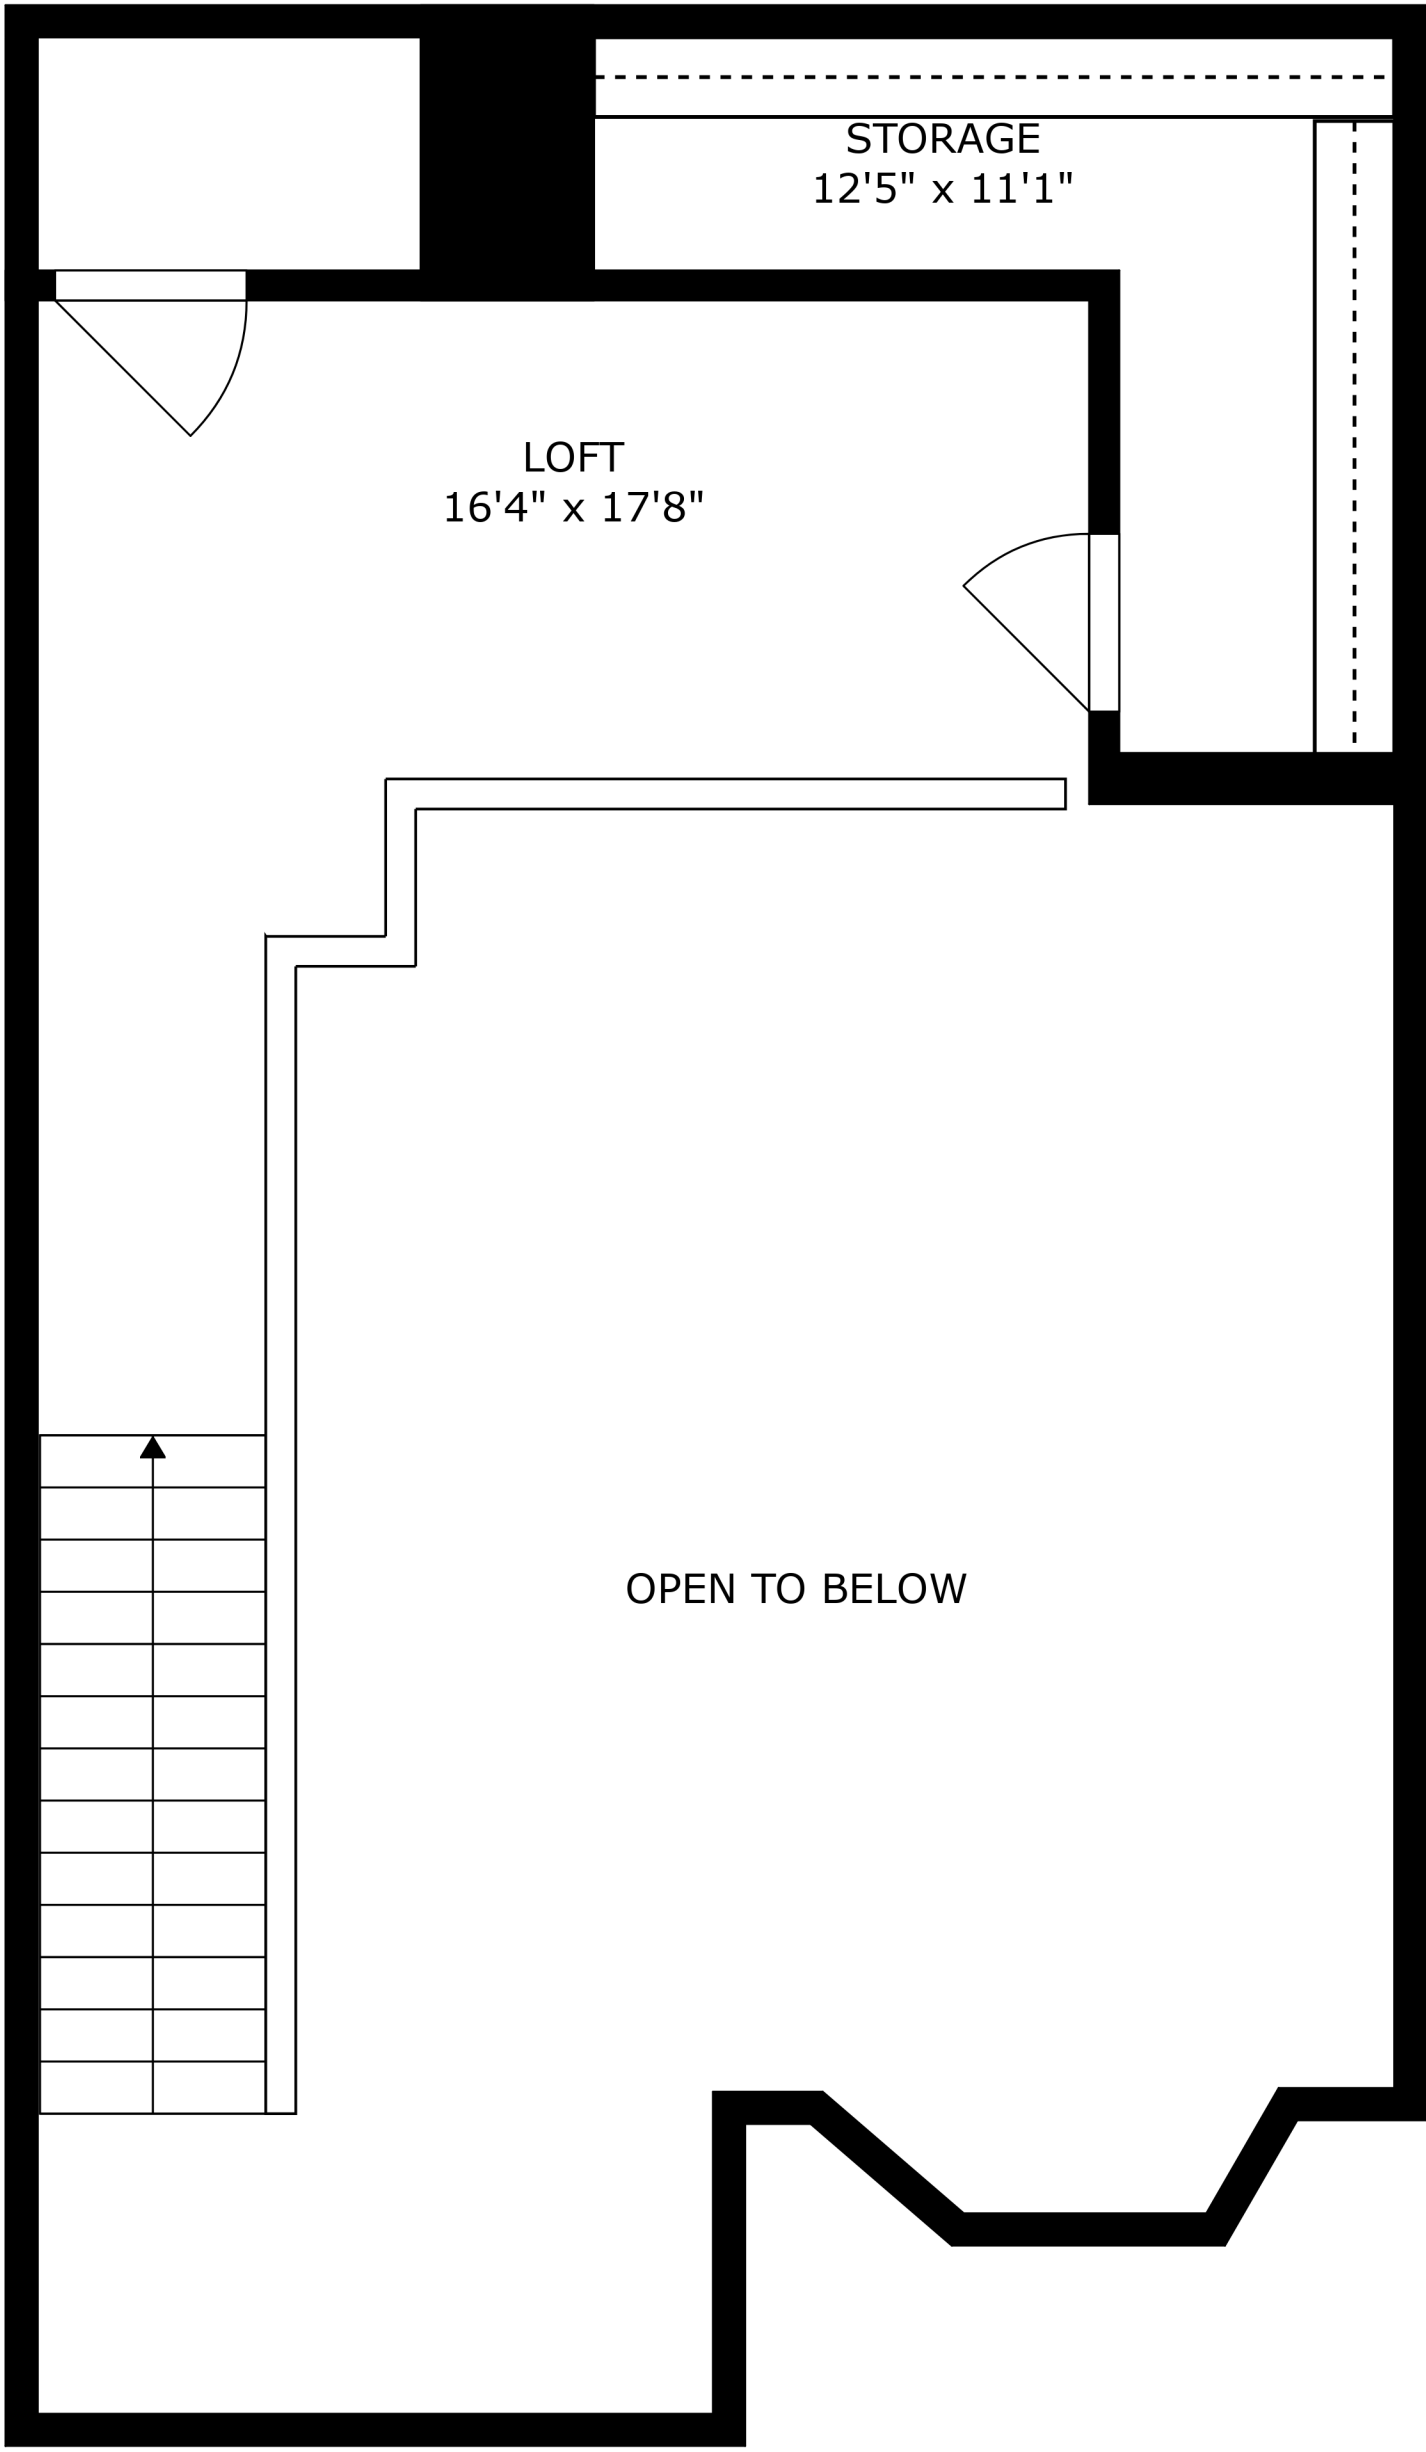 STORAGE
12'5" x 11'1"
LOFT
16'4" x 17'8"
OPEN TO BELOW